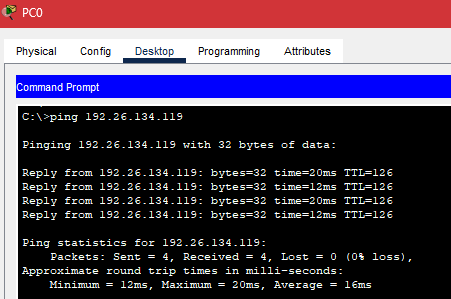 PC0
Physical Config Desktop Programming Attributes
Command Prompt
C:\>ping 192.26.134.119
Pinging 192.26.134.119 with 32 bytes of data:
Reply from 192.26.134.119: bytes=32 time=20ms TTL=126
Reply from 192.26.134.119: bytes=32 time=12ms TTL=126
Reply from 192.26.134.119: bytes=32 time=20ms TTL=126
Reply from 192.26.134.119: bytes=32 time=12ms TTL=126
Ping statistics for 192.26.134.119:
Packets: Sent = 4, Received = 4, Lost = 0 (0% loss),
Approximate round trip times in milli-seconds:
Minimum = 12ms, Maximum = 20ms, Average = 16ms